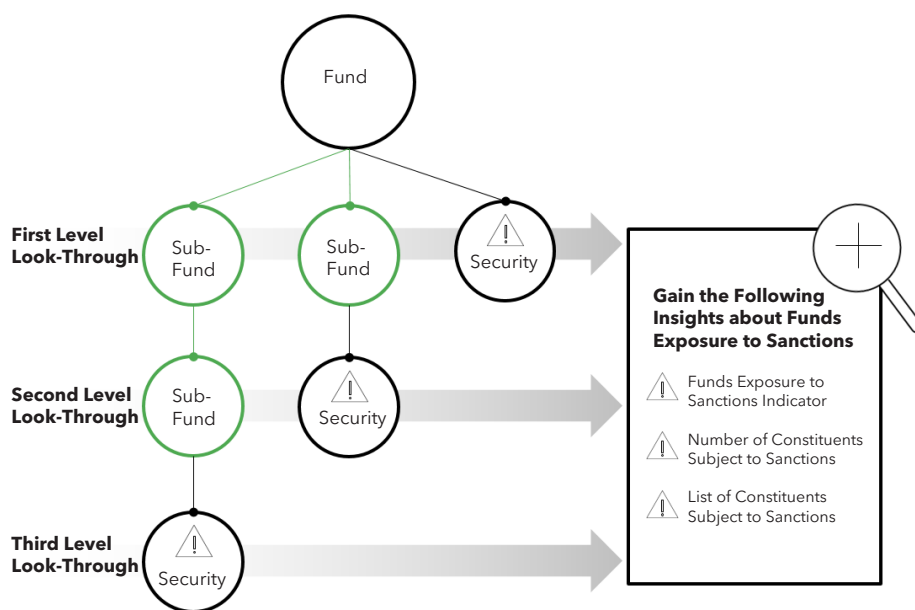 Fund
First Level
Look-Through
Sub-
Fund
Sub-
Fund
Security
Second Level
Look-Through
Sub-
Fund
Security
Third Level
Look-Through
Security
Gain the Following
Insights about Funds
Exposure to Sanctions
Funds Exposure to
Sanctions Indicator
Number of Constituents
Subject to Sanctions
List of Constituents
Subject to Sanctions